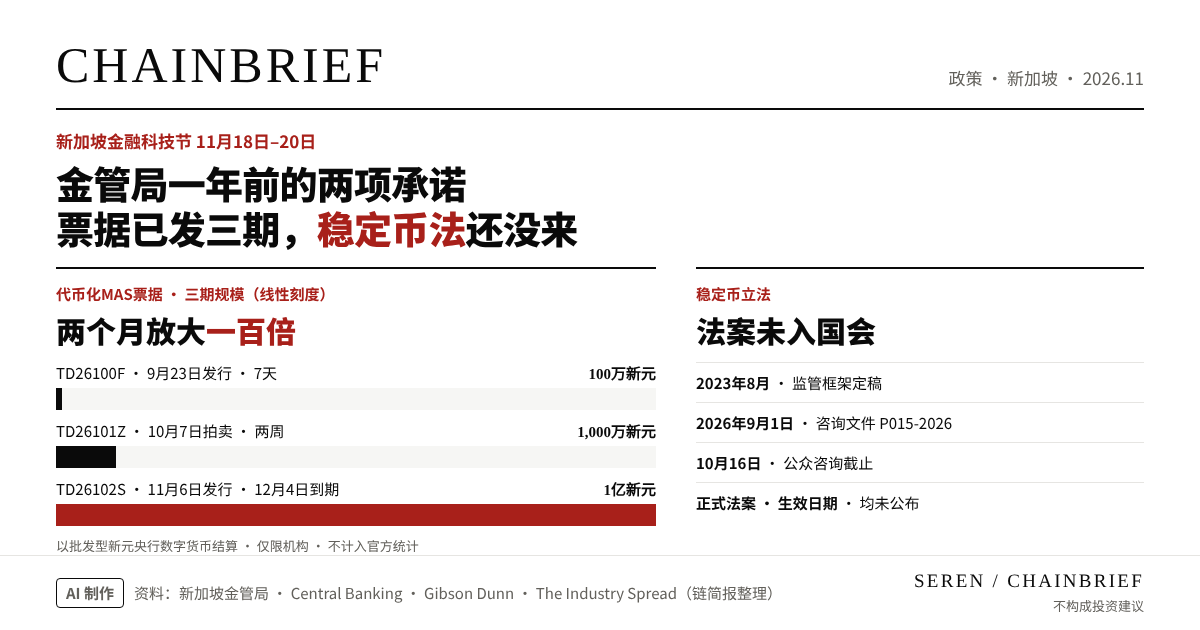 CHAINBRIEF
政策 · 新加坡 · 2026.11
新加坡金融科技节 11月18日–20日
金管局一年前的两项承诺
票据已发三期，稳定币法还没来
代币化MAS票据 · 三期规模（线性刻度）
两个月放大一百倍
TD26100F · 9月23日发行 · 7天
100万新元
TD26101Z · 10月7日拍卖 · 两周
1,000万新元
TD26102S · 11月6日发行 · 12月4日到期
1亿新元
以批发型新元央行数字货币结算 · 仅限机构 · 不计入官方统计
稳定币立法
法案未入国会
2023年8月 · 监管框架定稿
2026年9月1日 · 咨询文件 P015-2026
10月16日 · 公众咨询截止
正式法案 · 生效日期 · 均未公布
AI 制作
资料：新加坡金管局 · Central Banking · Gibson Dunn · The Industry Spread（链简报整理）
SEREN / CHAINBRIEF
不构成投资建议